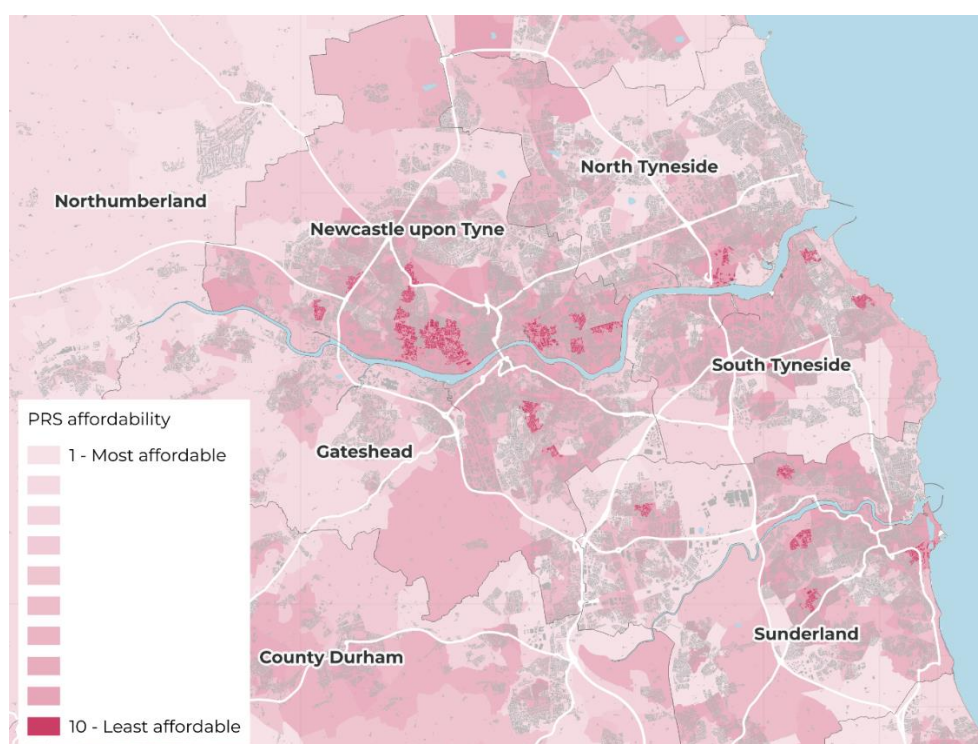 North Tyneside
Northumberland
Newcastle upon Tyne
South Tyneside
Gateshead
Sunderland
County Durham
PRS affordability
1 - Most affordable
10 - Least affordable